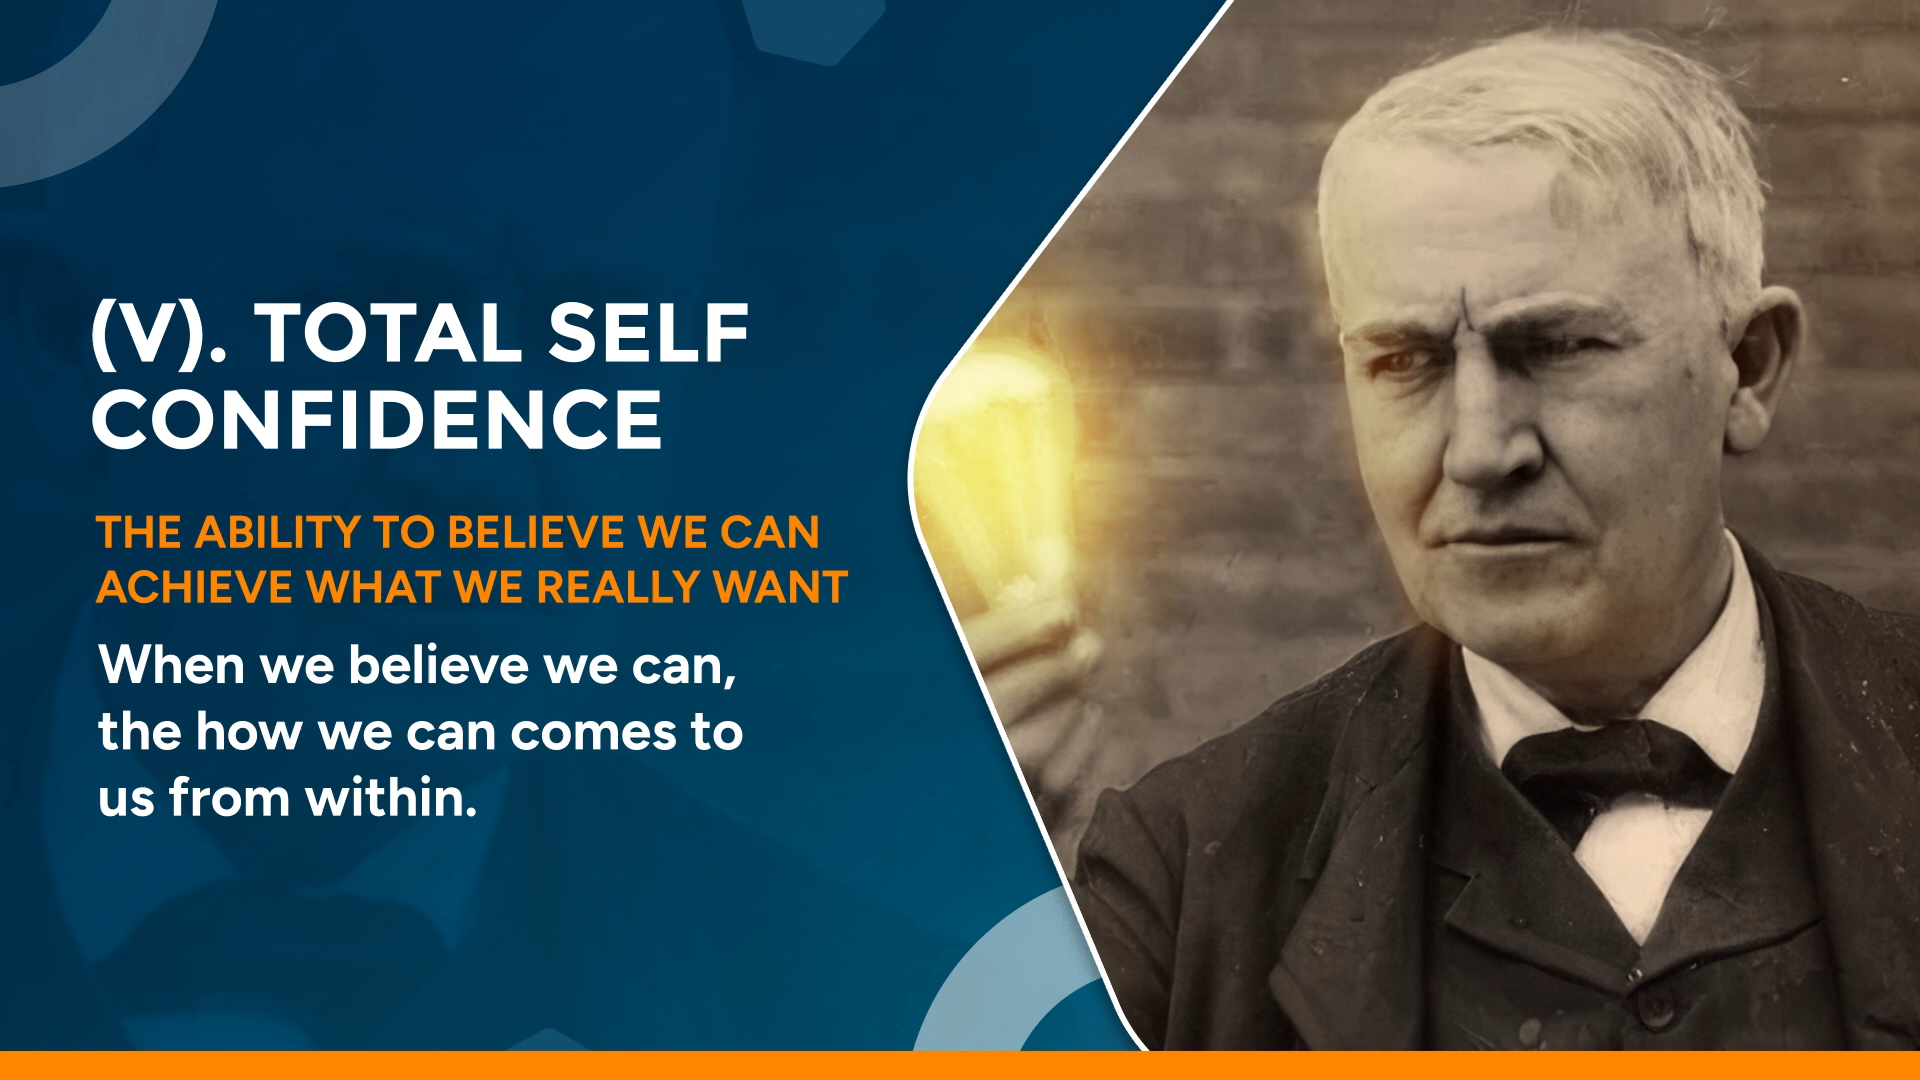 (V). TOTAL SELF
CONFIDENCE
THE ABILITY TO BELIEVE WE CAN
ACHIEVE WHAT WE REALLY WANT
When we believe we can,
the how we can comes to
us from within.